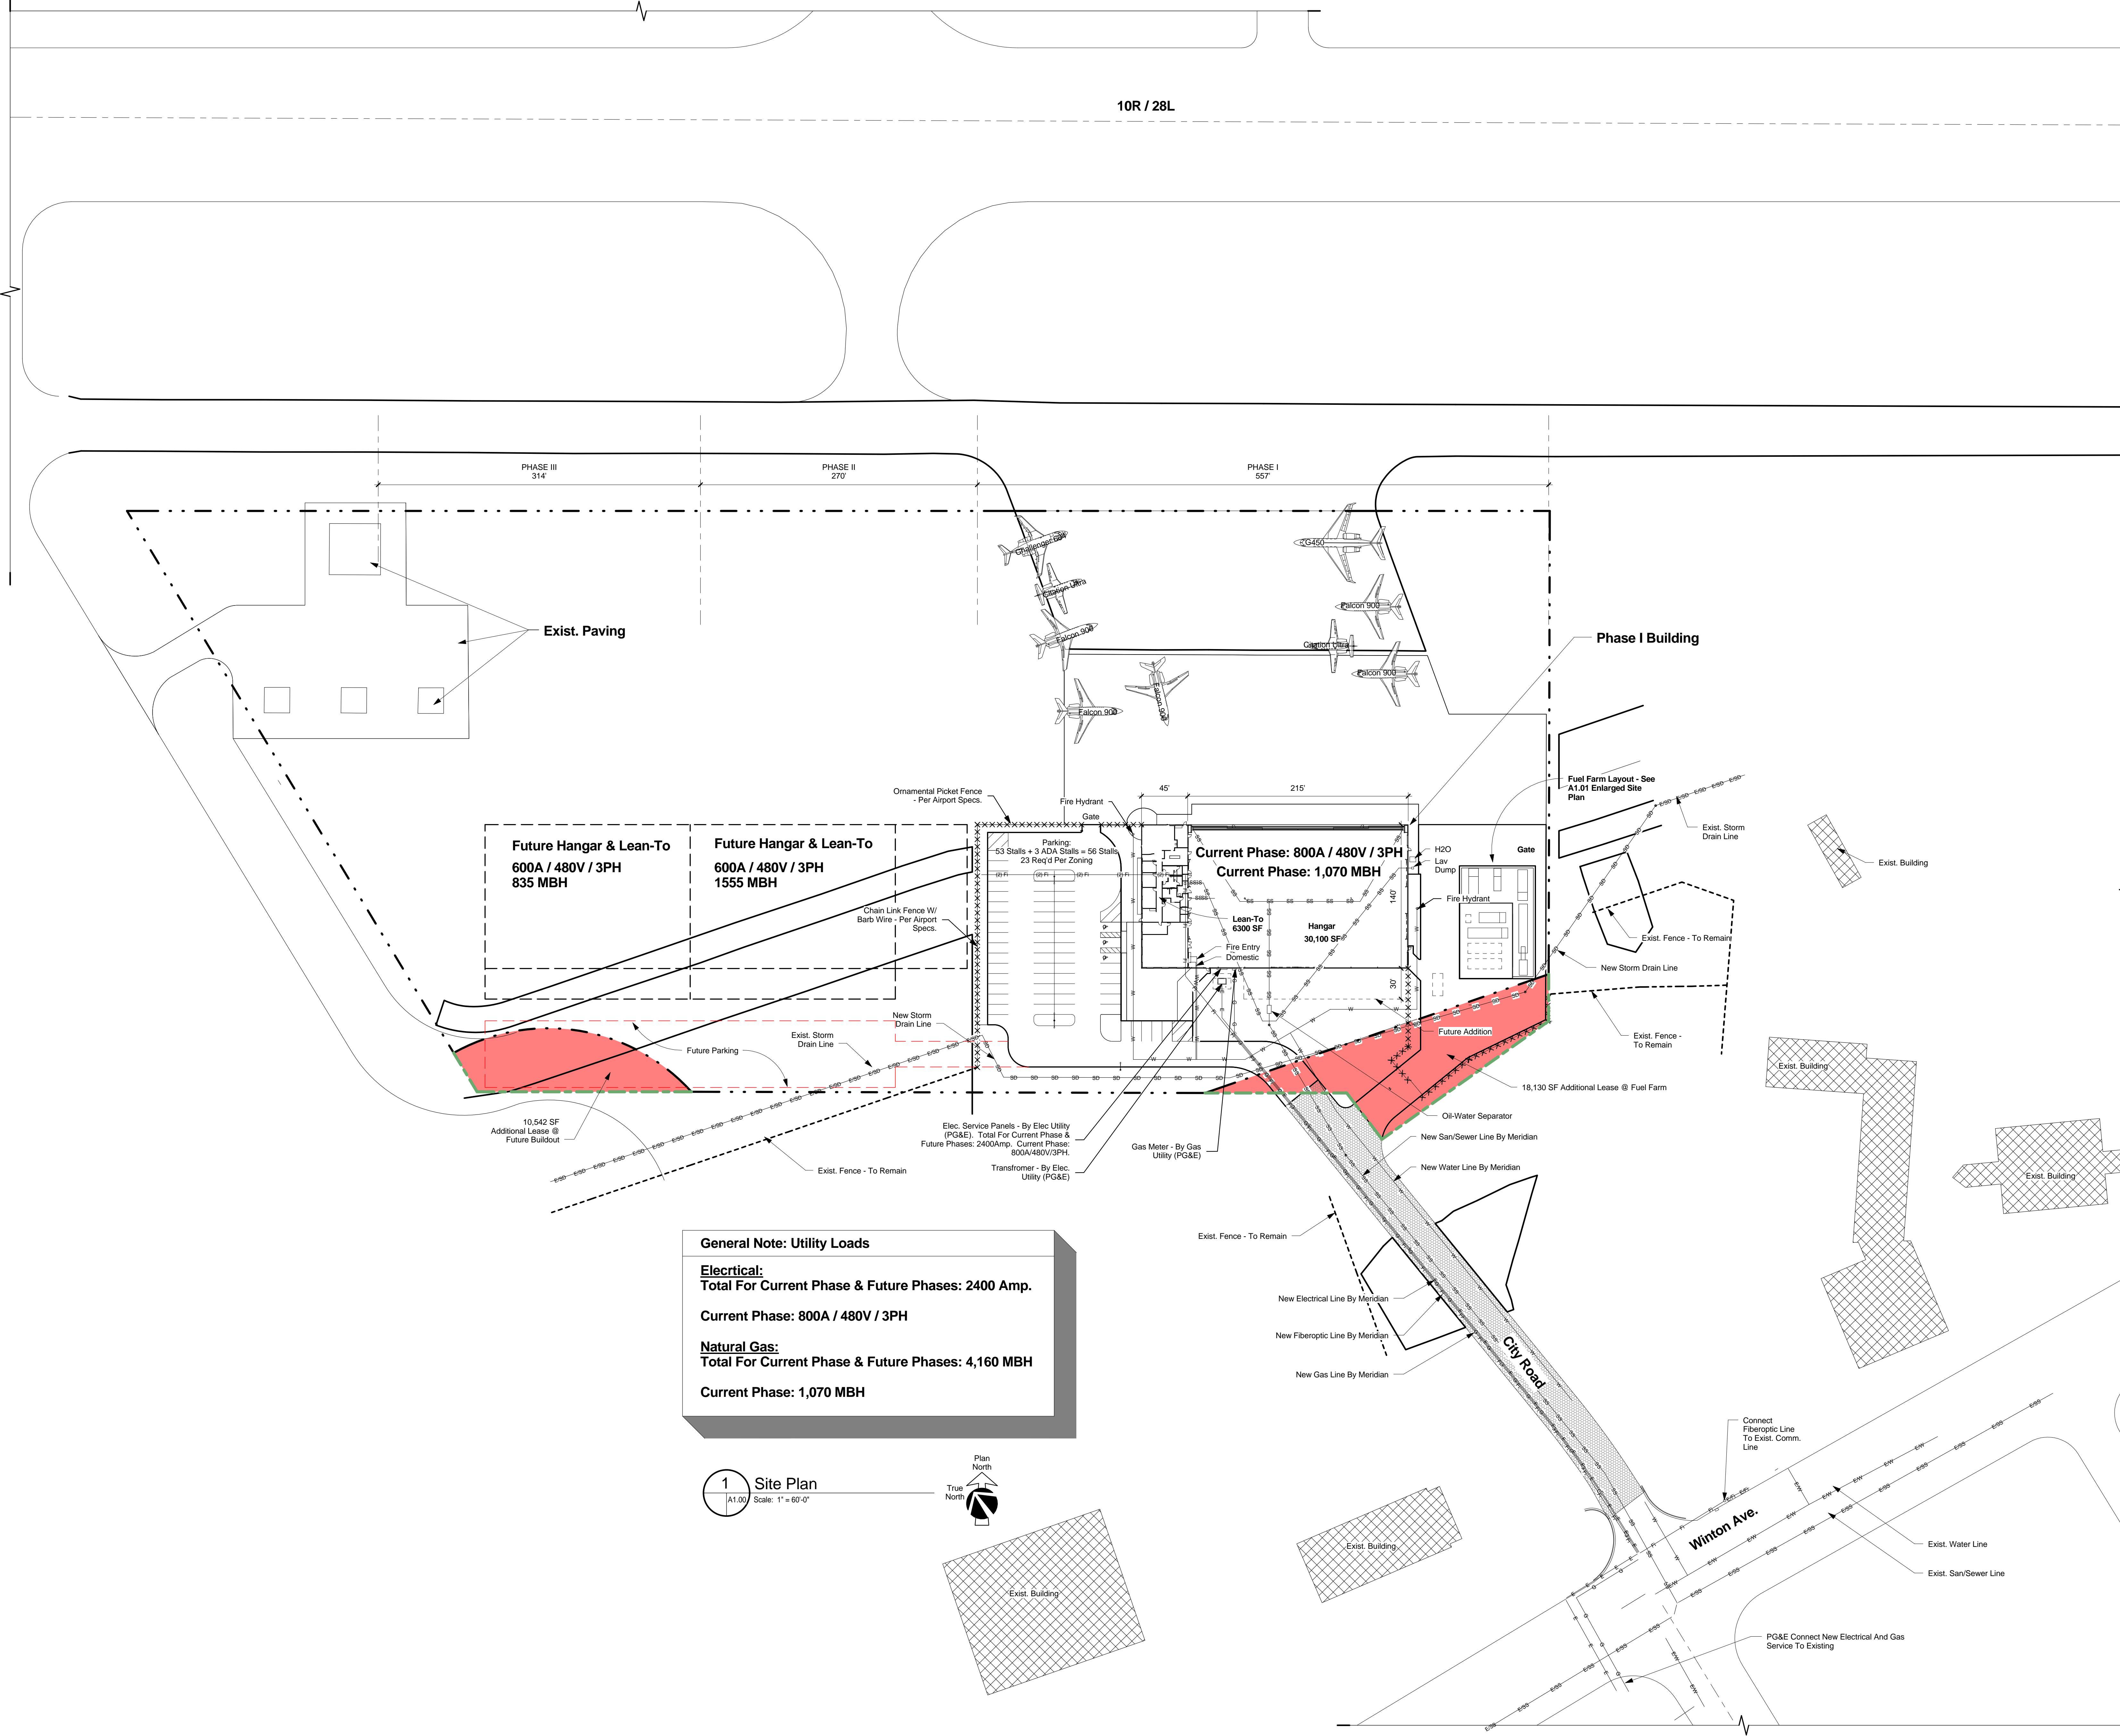 10R / 28L
PHASE III
314'
PHASE II
270'
PHASE I
557'
Challenger 604
Citation Ultra
Falcon 900
Falcon 900
Falcon 900
G450
Falcon 900
Citation Ultra
Falcon 900
Exist. Paving
Phase I Building
Fuel Farm Layout - See
A1.01 Enlarged Site
Plan
Exist. Storm
Drain Line
Exist. Building
Ornamental Picket Fence
- Per Airport Specs.
Fire Hydrant
Gate
45'
215'
Future Hangar & Lean-To
600A / 480V / 3PH
835 MBH
Future Hangar & Lean-To
600A / 480V / 3PH
1555 MBH
Parking:
53 Stalls + 3 ADA Stalls = 56 Stalls
23 Req'd Per Zoning
Current Phase: 800A / 480V / 3PH
Current Phase: 1,070 MBH
H2O
Lav
Dump
Gate
140'
Fire Hydrant
Chain Link Fence W/
Barb Wire - Per Airport
Specs.
Lean-To
6300 SF
Hangar
30,100 SF
Fire Entry
Domestic
30'
Exist. Fence - To Remain
New Storm Drain Line
New Storm
Drain Line
Exist. Storm
Drain Line
Future Parking
Future Addition
Exist. Fence -
To Remain
Exist. Building
18,130 SF Additional Lease @ Fuel Farm
Oil-Water Separator
10,542 SF
Additional Lease @
Future Buildout
Exist. Fence - To Remain
Elec. Service Panels - By Elec Utility
(PG&E). Total For Current Phase &
Future Phases: 2400Amp. Current Phase:
800A/480V/3PH.
Transfromer - By Elec.
Utility (PG&E)
Gas Meter - By Gas
Utility (PG&E)
New San/Sewer Line By Meridian
New Water Line By Meridian
Exist. Building
Exist. Fence - To Remain
General Note: Utility Loads
Elecrtical:
Total For Current Phase & Future Phases: 2400 Amp.
Current Phase: 800A / 480V / 3PH
Natural Gas:
Total For Current Phase & Future Phases: 4,160 MBH
Current Phase: 1,070 MBH
New Electrical Line By Meridian
New Fiberoptic Line By Meridian
New Gas Line By Meridian
City Road
Connect
Fiberoptic Line
To Exist. Comm.
Line
Winton Ave.
1
A1.00
Site Plan
Scale: 1" = 60'-0"
Plan
North
True
North
Exist. Building
Exist. Building
Exist. Water Line
Exist. San/Sewer Line
PG&E Connect New Electrical And Gas
Service To Existing